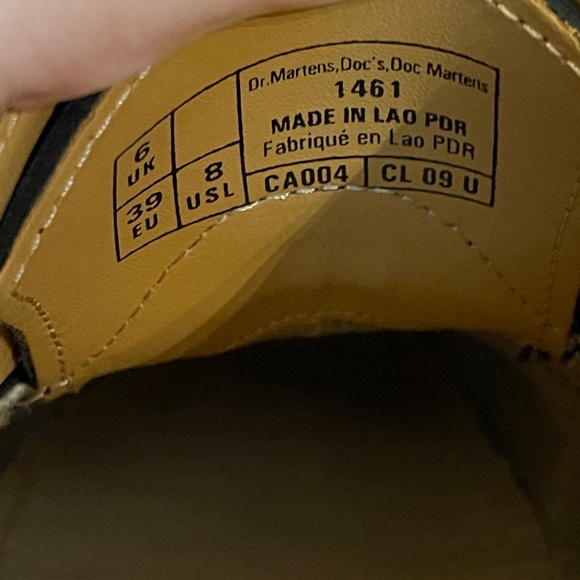 Dr.Martens,Doc's,Doc Martens
1461
MADE IN LAO PDR
Fabriqué en Lao PDR
6
UK
39
EU
8
USL
CA004
CL 09 U